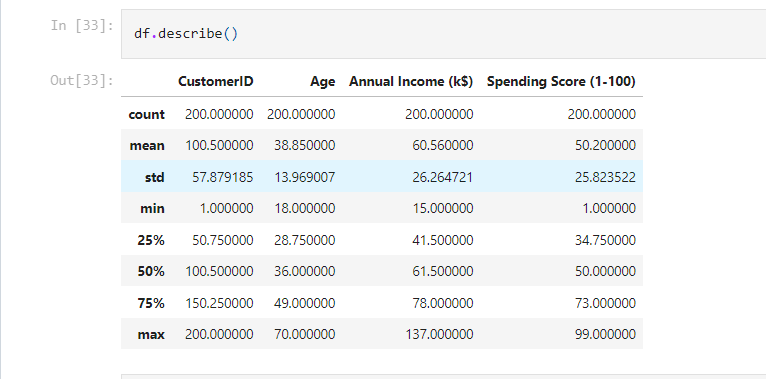 In [33]: df.describe()
Out[33]:
CustomerID Age Annual Income (k$) Spending Score (1-100)
count 200.000000 200.000000 200.000000 200.000000
mean 100.500000 38.850000 60.560000 50.200000
std 57.879185 13.969007 26.264721 25.823522
min 1.000000 18.000000 15.000000 1.000000
25% 50.750000 28.750000 41.500000 34.750000
50% 100.500000 36.000000 61.500000 50.000000
75% 150.250000 49.000000 78.000000 73.000000
max 200.000000 70.000000 137.000000 99.000000